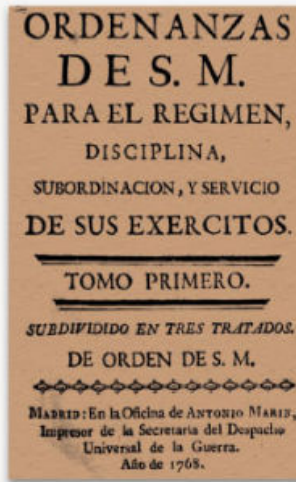 ORDENANZAS
DE S. M.
PARA EL REGIMEN,
DISCIPLINA,
SUBORDINACION, Y SERVICIO
DE SUS EXERCITOS.
TOMO PRIMERO.
SUBDIVIDIDO EN TRES TRATADOS.
DE ORDEN DE S. M.
MADRID: En la Oficina de ANTONIO MARIN,
Impresor de la Secretaria del Despacho
Universal de la Guerra.
Año de 1768.